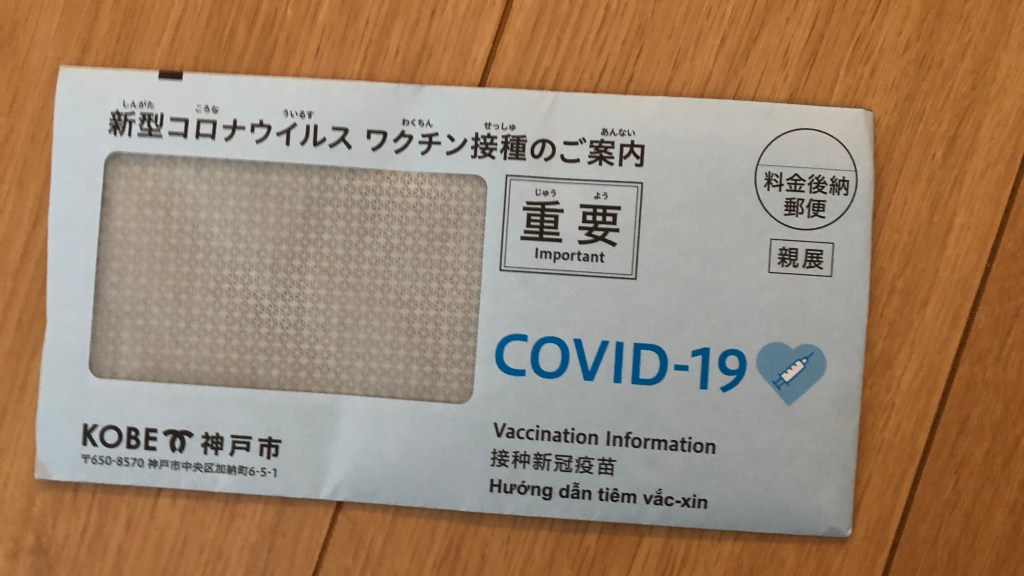 しんがた ころな ういるす わくちん せっしゅ あんない
新型コロナウイルス ワクチン接種のご案内
料金後納
郵便
親展
じゅう よう
重要
Important
COVID-19
KOBE 神戸市
〒650-8570 神戸市中央区加納町6-5-1
Vaccination Information
接种新冠疫苗
Hướng dẫn tiêm vắc-xin